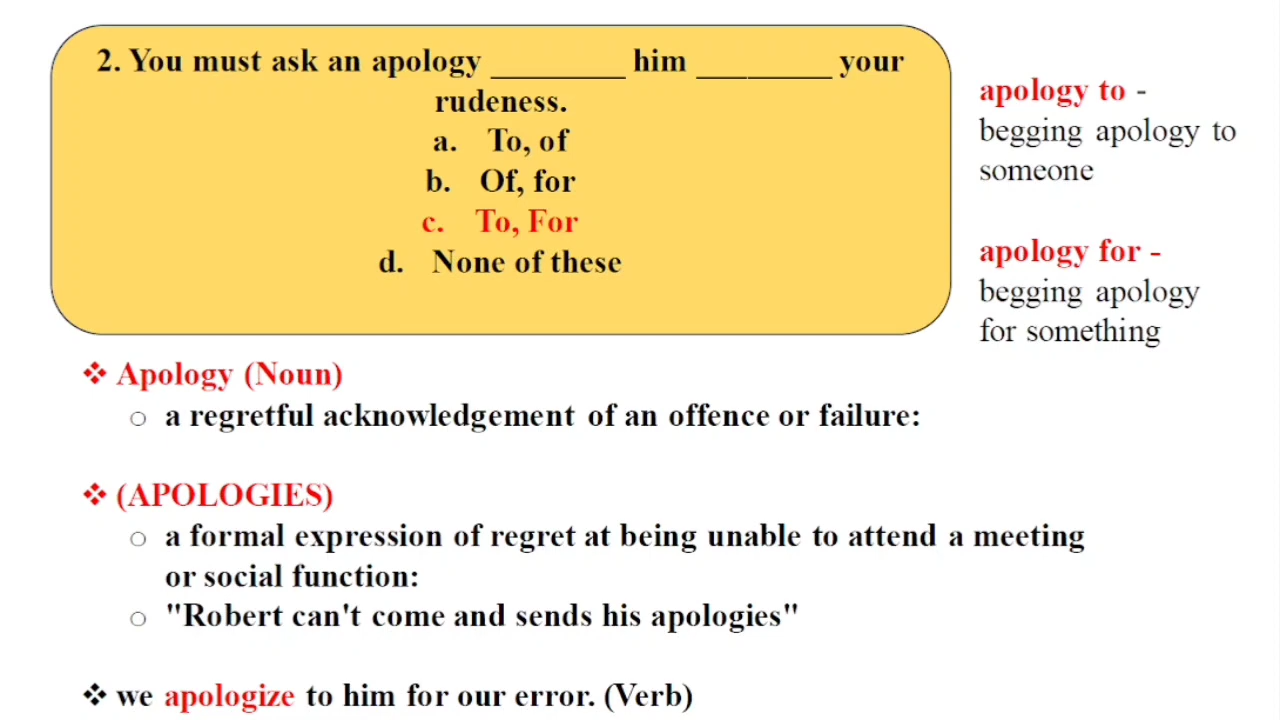 2. You must ask an apology ________ him ________ your
rudeness.
a. To, of
b. Of, for
c. To, For
d. None of these
apology to -
begging apology to
someone
apology for -
begging apology
for something
❖ Apology (Noun)
o a regretful acknowledgement of an offence or failure:
❖ (APOLOGIES)
o a formal expression of regret at being unable to attend a meeting
or social function:
o "Robert can't come and sends his apologies"
❖ we apologize to him for our error. (Verb)